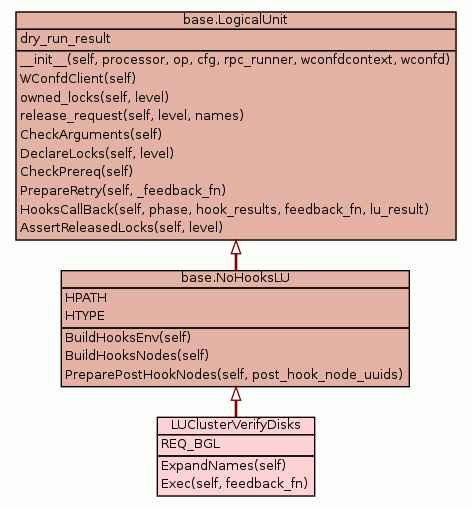 base.LogicalUnit
dry_run_result
__init__(self, processor, op, cfg, rpc_runner, wconfdcontext, wconfd)
WConfdClient(self)
owned_locks(self, level)
release_request(self, level, names)
CheckArguments(self)
DeclareLocks(self, level)
CheckPrereq(self)
PrepareRetry(self, _feedback_fn)
HooksCallBack(self, phase, hook_results, feedback_fn, lu_result)
AssertReleasedLocks(self, level)
base.NoHooksLU
HPATH
HTYPE
BuildHooksEnv(self)
BuildHooksNodes(self)
PreparePostHookNodes(self, post_hook_node_uuids)
LUClusterVerifyDisks
REQ_BGL
ExpandNames(self)
Exec(self, feedback_fn)